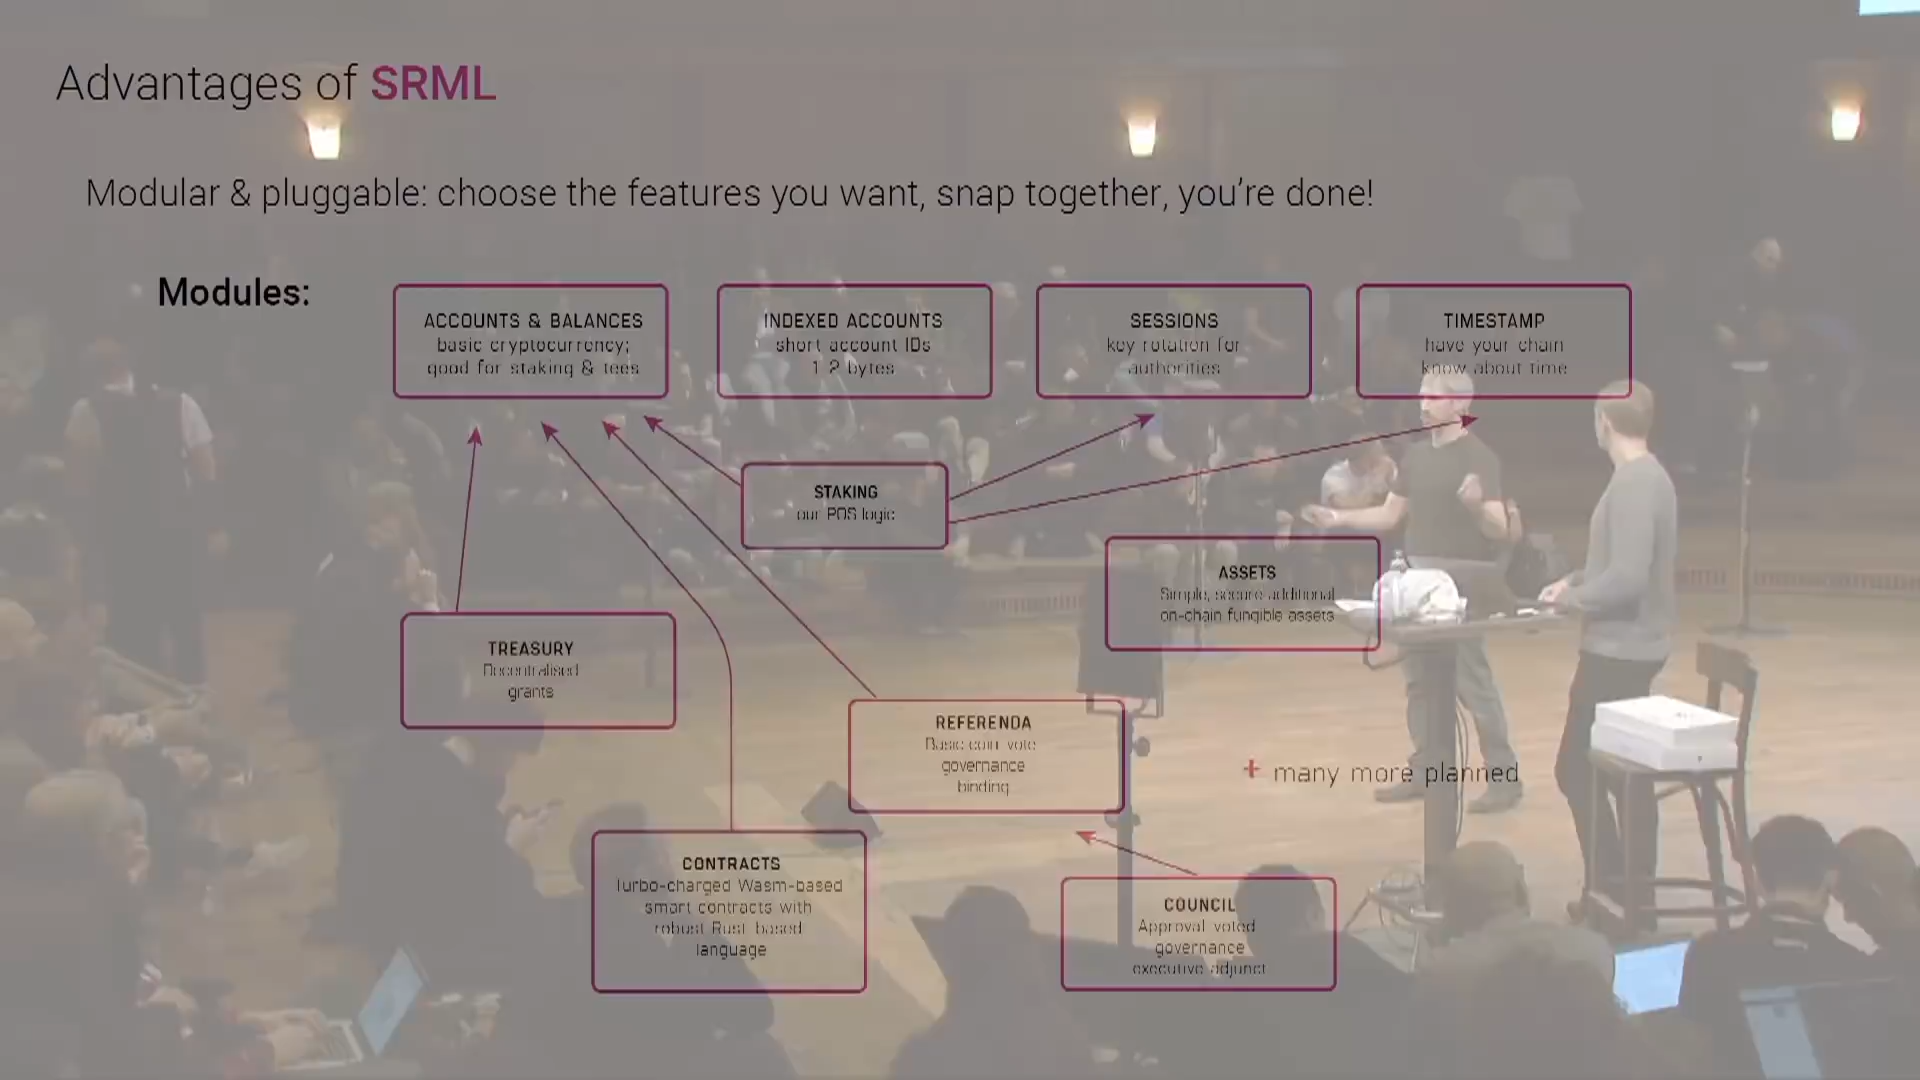 Advantages of SRML
Modular & pluggable: choose the features you want, snap together, you're done!
Modules:
ACCOUNTS & BALANCES
basic cryptocurrency;
good for staking & fees
INDEXED ACCOUNTS
short account IDs
1-2 bytes
SESSIONS
key rotation for
authorities
TIMESTAMP
have your chain
know about time
STAKING
our POS logic
ASSETS
Simple, secure additional
on-chain fungible assets
TREASURY
Decentralised
grants
REFERENDA
Basic coin-vote
governance
binding
+ many more planned
CONTRACTS
Turbo-charged Wasm-based
smart contracts with
robust Rust-based
language
COUNCIL
Approval-voted
governance
executive adjunct